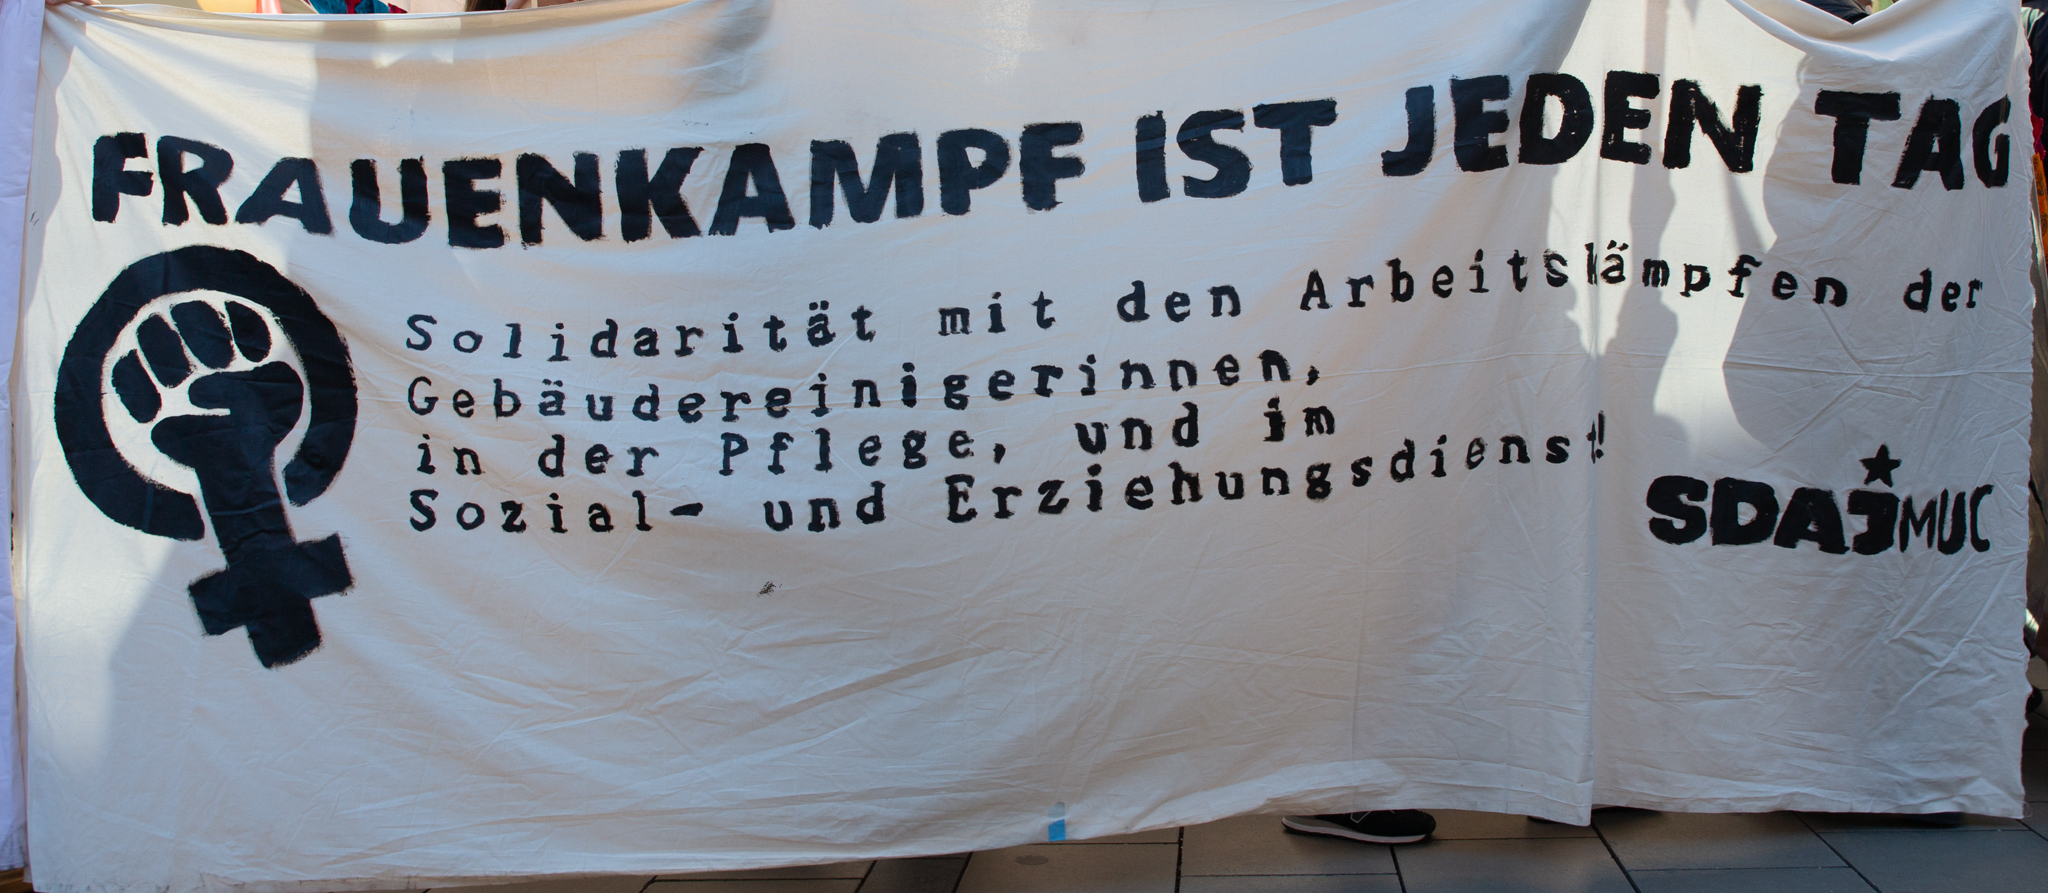 FRAUENKAMPF IST JEDEN TAG
Solidarität mit den Arbeitskämpfen der
Gebäudereinigerinnen,
in der Pflege, und im
Sozial- und Erziehungsdienst!
SDAJ MUC